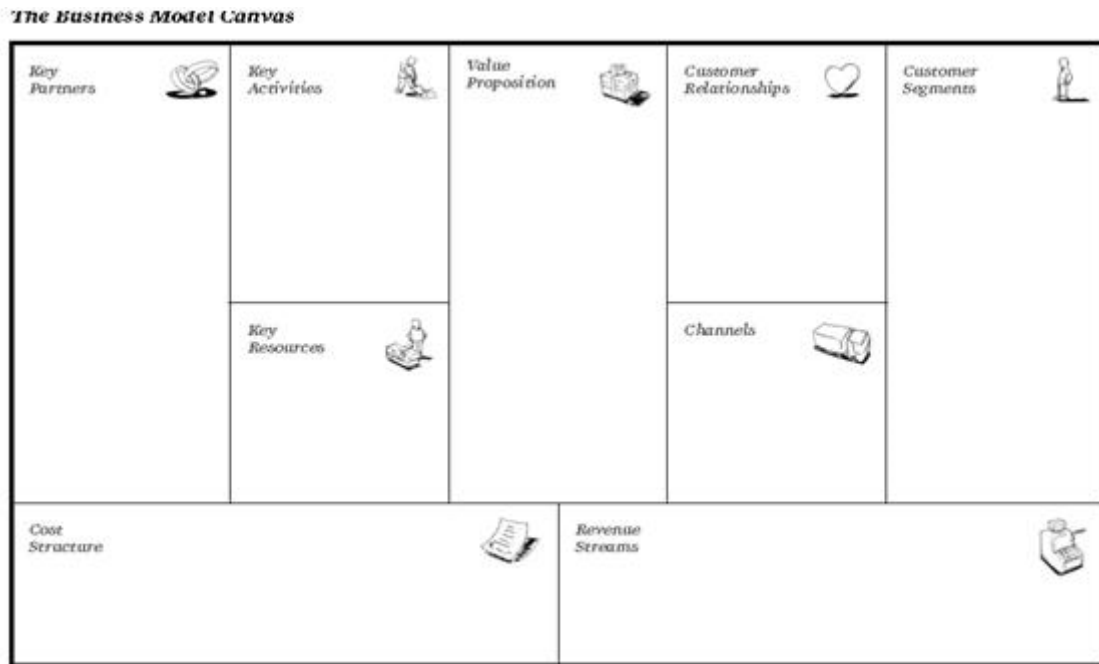 The Business Model Canvas
Key
Partners
Key
Activities
Value
Proposition
Customer
Relationships
Customer
Segments
Key
Resources
Channels
Cost
Structure
Revenue
Streams